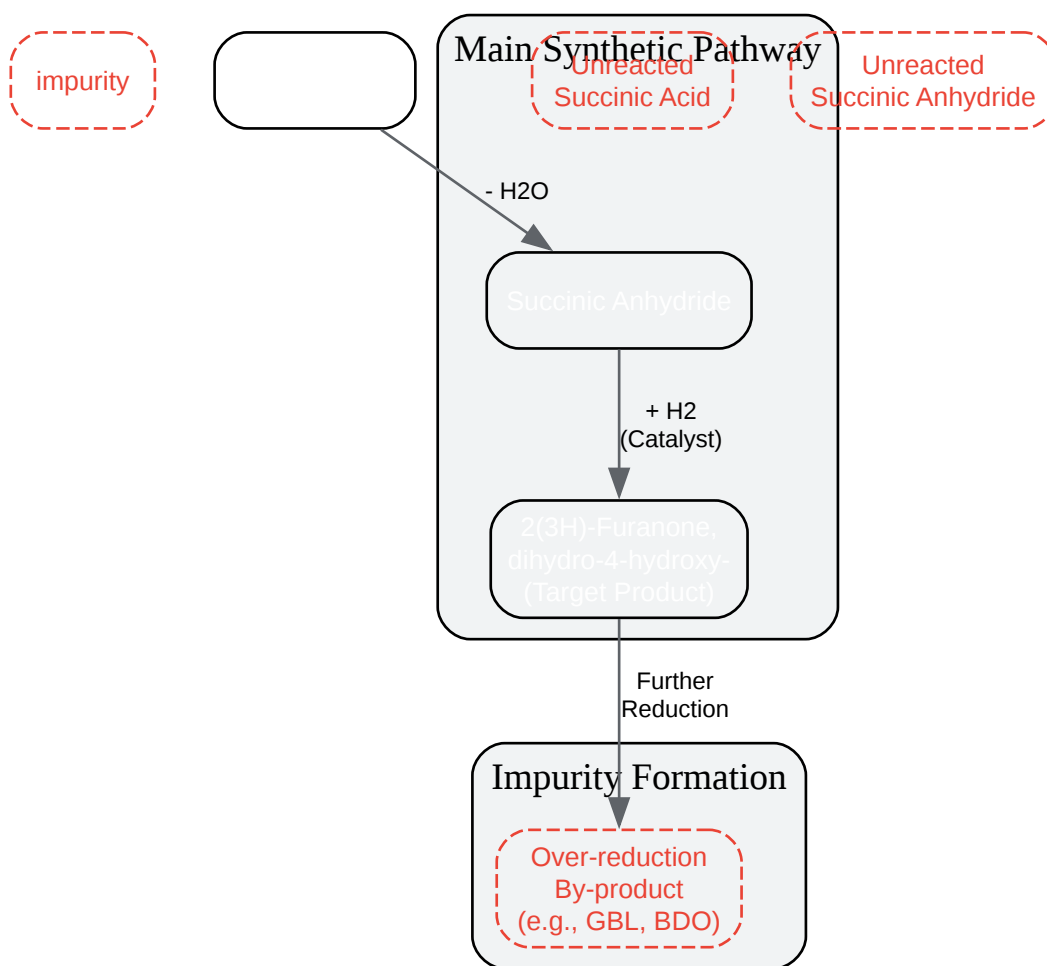 Main Synthetic Pathway
impurity
Unreacted
Succinic Acid
Unreacted
Succinic Anhydride
- H2O
Succinic Anhydride
+ H2
(Catalyst)
2(3H)-Furanone,
dihydro-4-hydroxy-
(Target Product)
Further
Reduction
Impurity Formation
Over-reduction
By-product
(e.g., GBL, BDO)